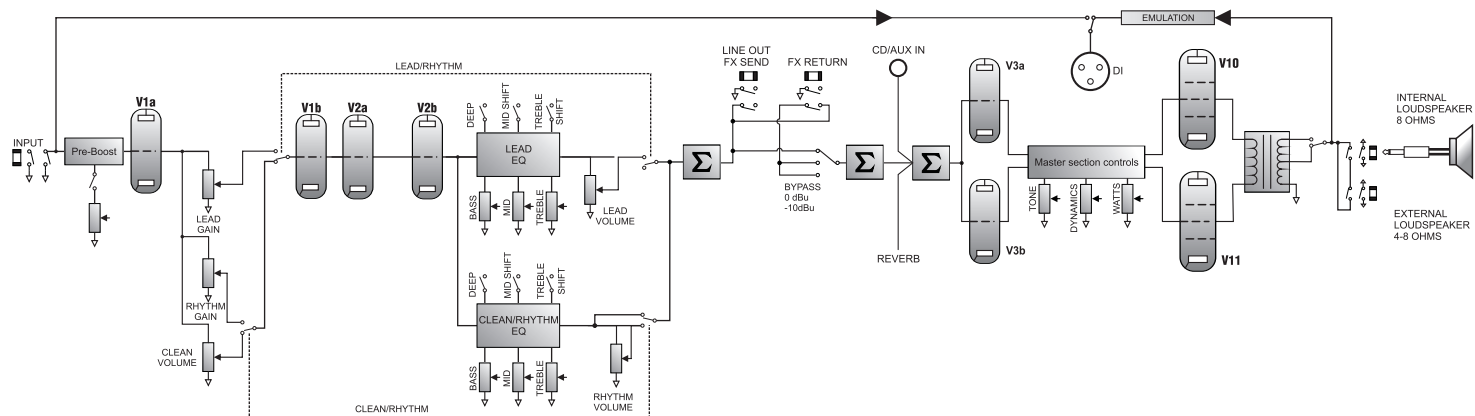 EMULATION
DI
LINE OUT
FX SEND
FX RETURN
CD/AUX IN
V3a
V10
LEAD/RHYTHM
V1a
V1b
V2a
V2b
DEEP
MID SHIFT
TREBLE
SHIFT
INTERNAL
LOUDSPEAKER
8 OHMS
INPUT
Pre-Boost
LEAD
EQ
Σ
Σ
Σ
Master section controls
BYPASS
0 dBu
-10dBu
BASS
MID
TREBLE
LEAD
VOLUME
TONE
DYNAMICS
WATTS
LEAD
GAIN
EXTERNAL
LOUDSPEAKER
4-8 OHMS
REVERB
V3b
V11
DEEP
MID SHIFT
TREBLE
SHIFT
RHYTHM
GAIN
CLEAN/RHYTHM
EQ
CLEAN
VOLUME
BASS
MID
TREBLE
RHYTHM
VOLUME
CLEAN/RHYTHM